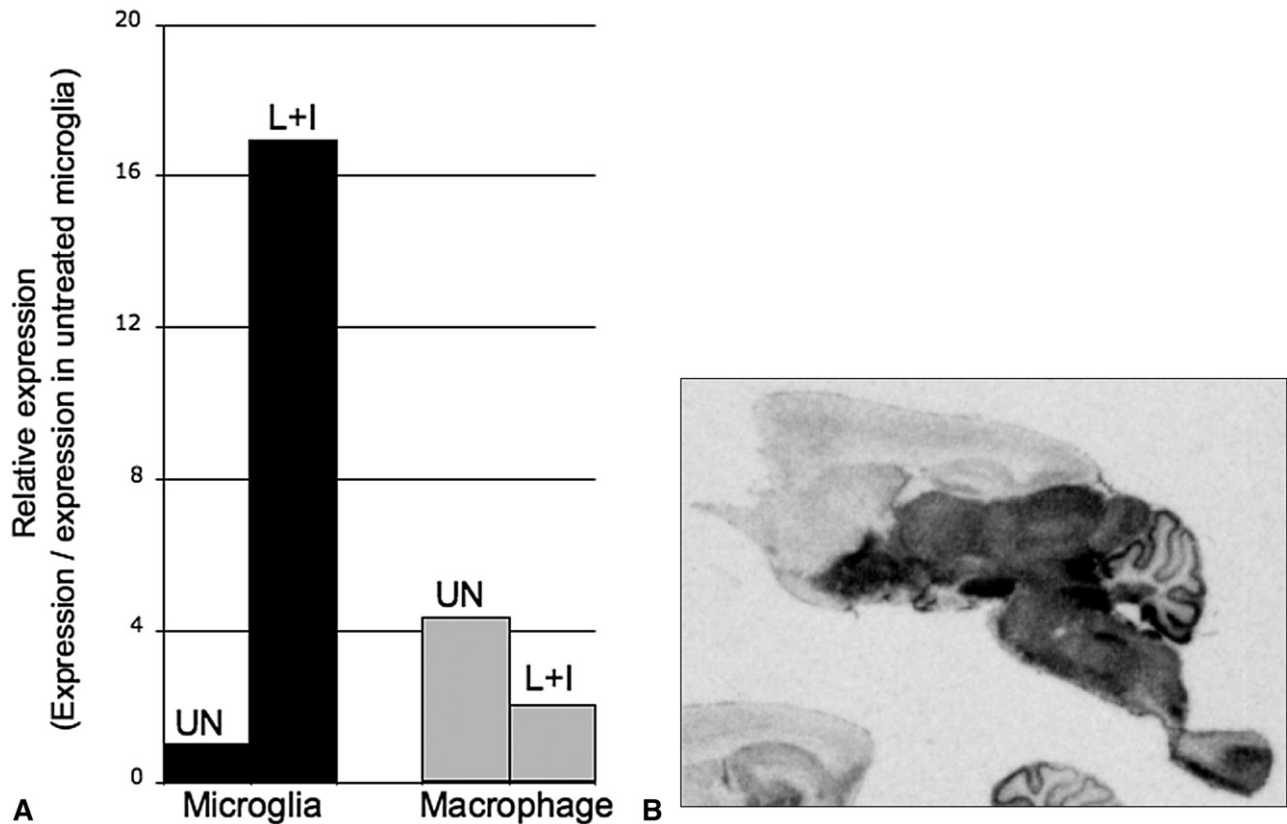 Relative expression
(Expression / expression in untreated microglia)
20
16
12
8
4
0
UN
L+I
UN
L+I
Microglia
Macrophage
A
B